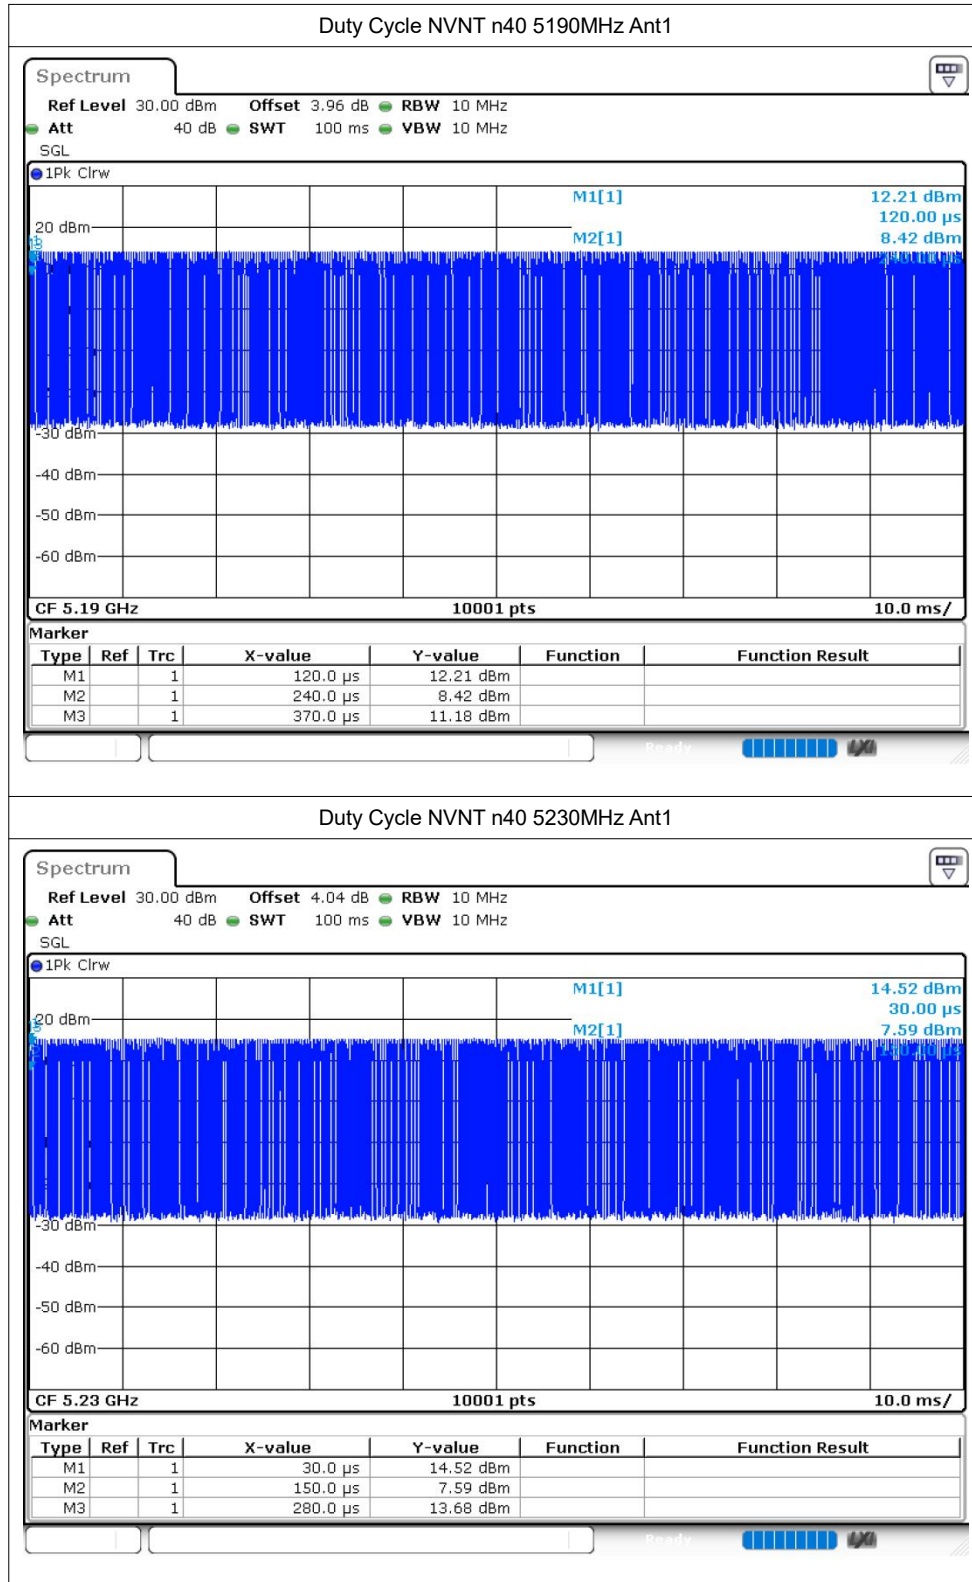 Duty Cycle NVNT n40 5190MHz Ant1
Spectrum
Ref Level 30.00 dBm Offset 3.96 dB RBW 10 MHz
Att 40 dB SWT 100 ms VBW 10 MHz
SGL
1Pk Clrw
M1[1] 12.21 dBm
120.00 µs
20 dBm
M2[1] 8.42 dBm
-30 dBm
-40 dBm
-50 dBm
-60 dBm
CF 5.19 GHz 10001 pts 10.0 ms/
Marker
Type Ref Trc X-value Y-value Function Function Result
M1 1 120.0 µs 12.21 dBm
M2 1 240.0 µs 8.42 dBm
M3 1 370.0 µs 11.18 dBm
Ready LXI
Duty Cycle NVNT n40 5230MHz Ant1
Spectrum
Ref Level 30.00 dBm Offset 4.04 dB RBW 10 MHz
Att 40 dB SWT 100 ms VBW 10 MHz
SGL
1Pk Clrw
M1[1] 14.52 dBm
30.00 µs
20 dBm
M2[1] 7.59 dBm
-30 dBm
-40 dBm
-50 dBm
-60 dBm
CF 5.23 GHz 10001 pts 10.0 ms/
Marker
Type Ref Trc X-value Y-value Function Function Result
M1 1 30.0 µs 14.52 dBm
M2 1 150.0 µs 7.59 dBm
M3 1 280.0 µs 13.68 dBm
Ready LXI